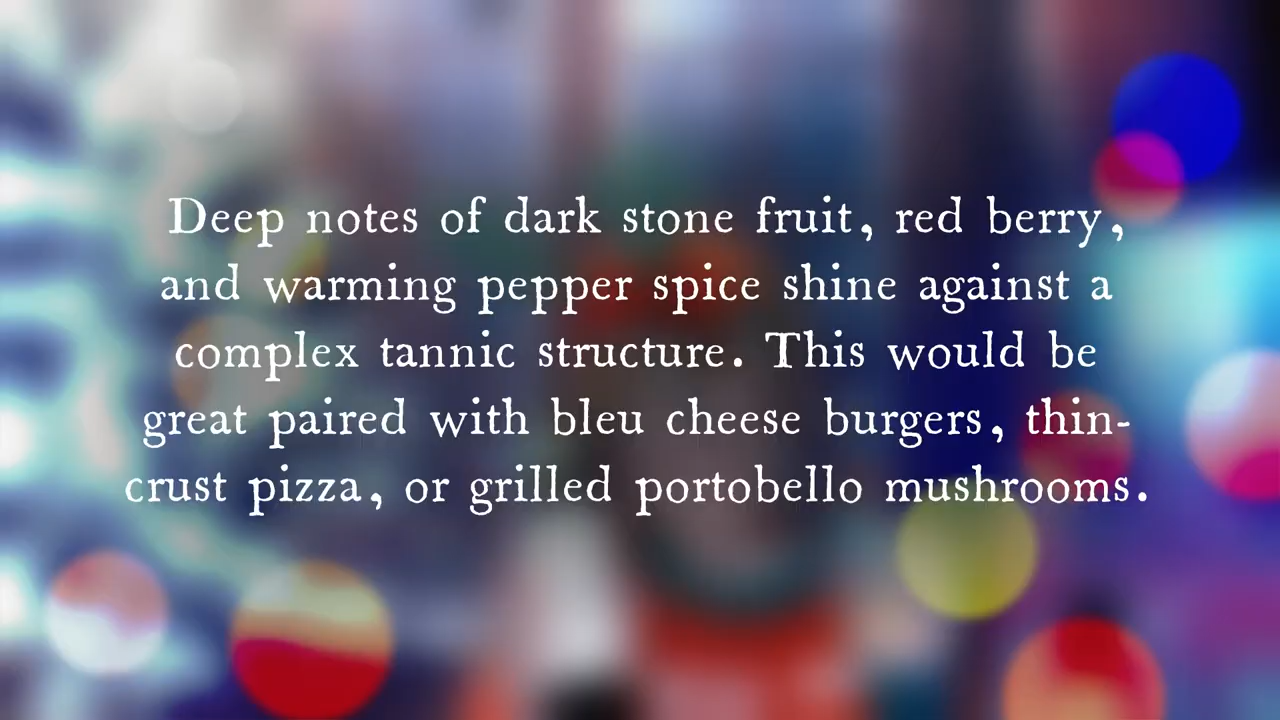 Deep notes of dark stone fruit, red berry,
and warming pepper spice shine against a
complex tannic structure. This would be
great paired with bleu cheese burgers, thin-
crust pizza, or grilled portobello mushrooms.